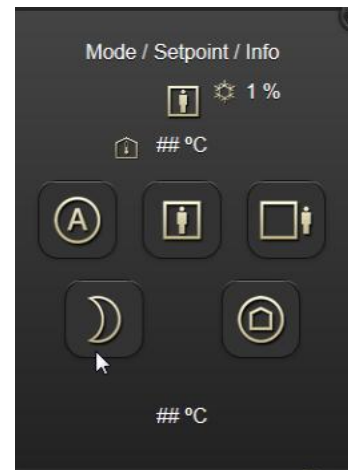 Mode / Setpoint / Info
1 %
## ºC
A
## ºC